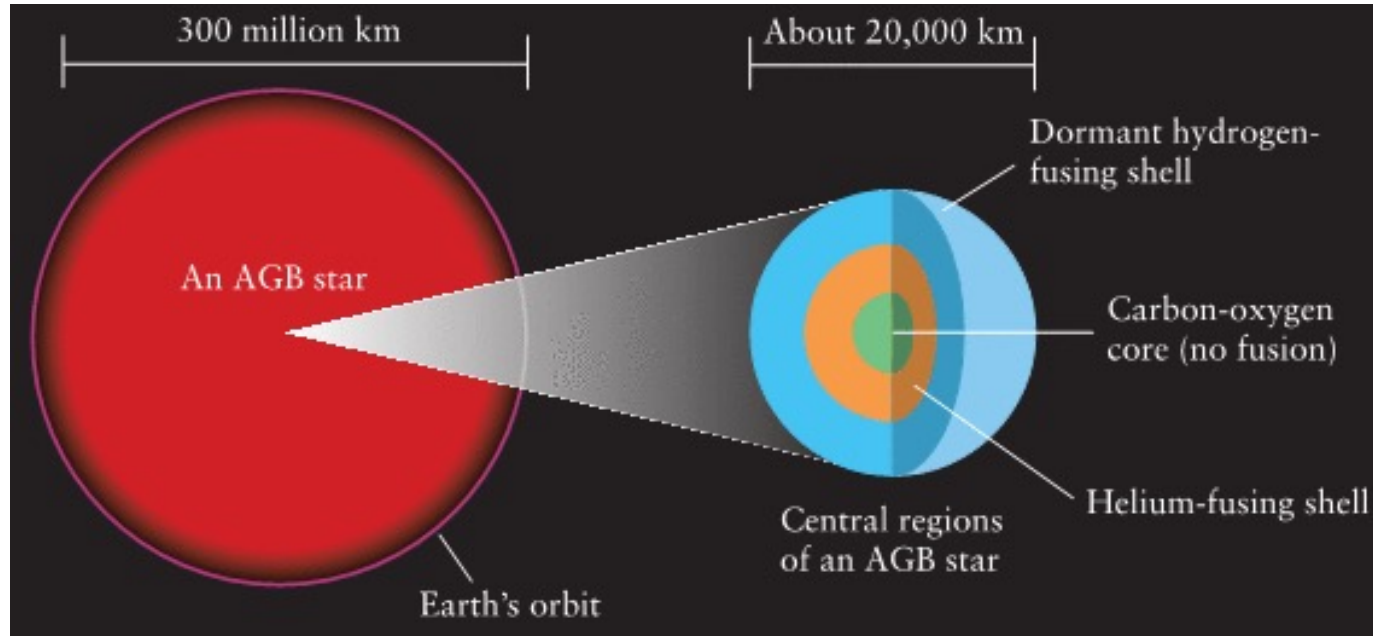 300 million km
About 20,000 km
Dormant hydrogen-
fusing shell
An AGB star
Carbon-oxygen
core (no fusion)
Helium-fusing shell
Central regions
of an AGB star
Earth's orbit